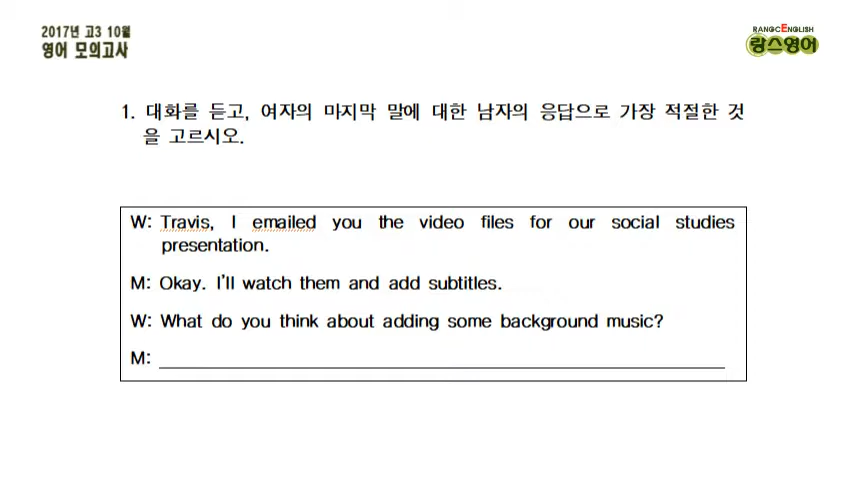 2017년 고3 10월
영어 모의고사
RANGCENGLISH
랑스영어
1. 대화를 듣고, 여자의 마지막 말에 대한 남자의 응답으로 가장 적절한 것
을 고르시오.
W: Travis, I emailed you the video files for our social studies
presentation.
M: Okay. I'll watch them and add subtitles.
W: What do you think about adding some background music?
M: